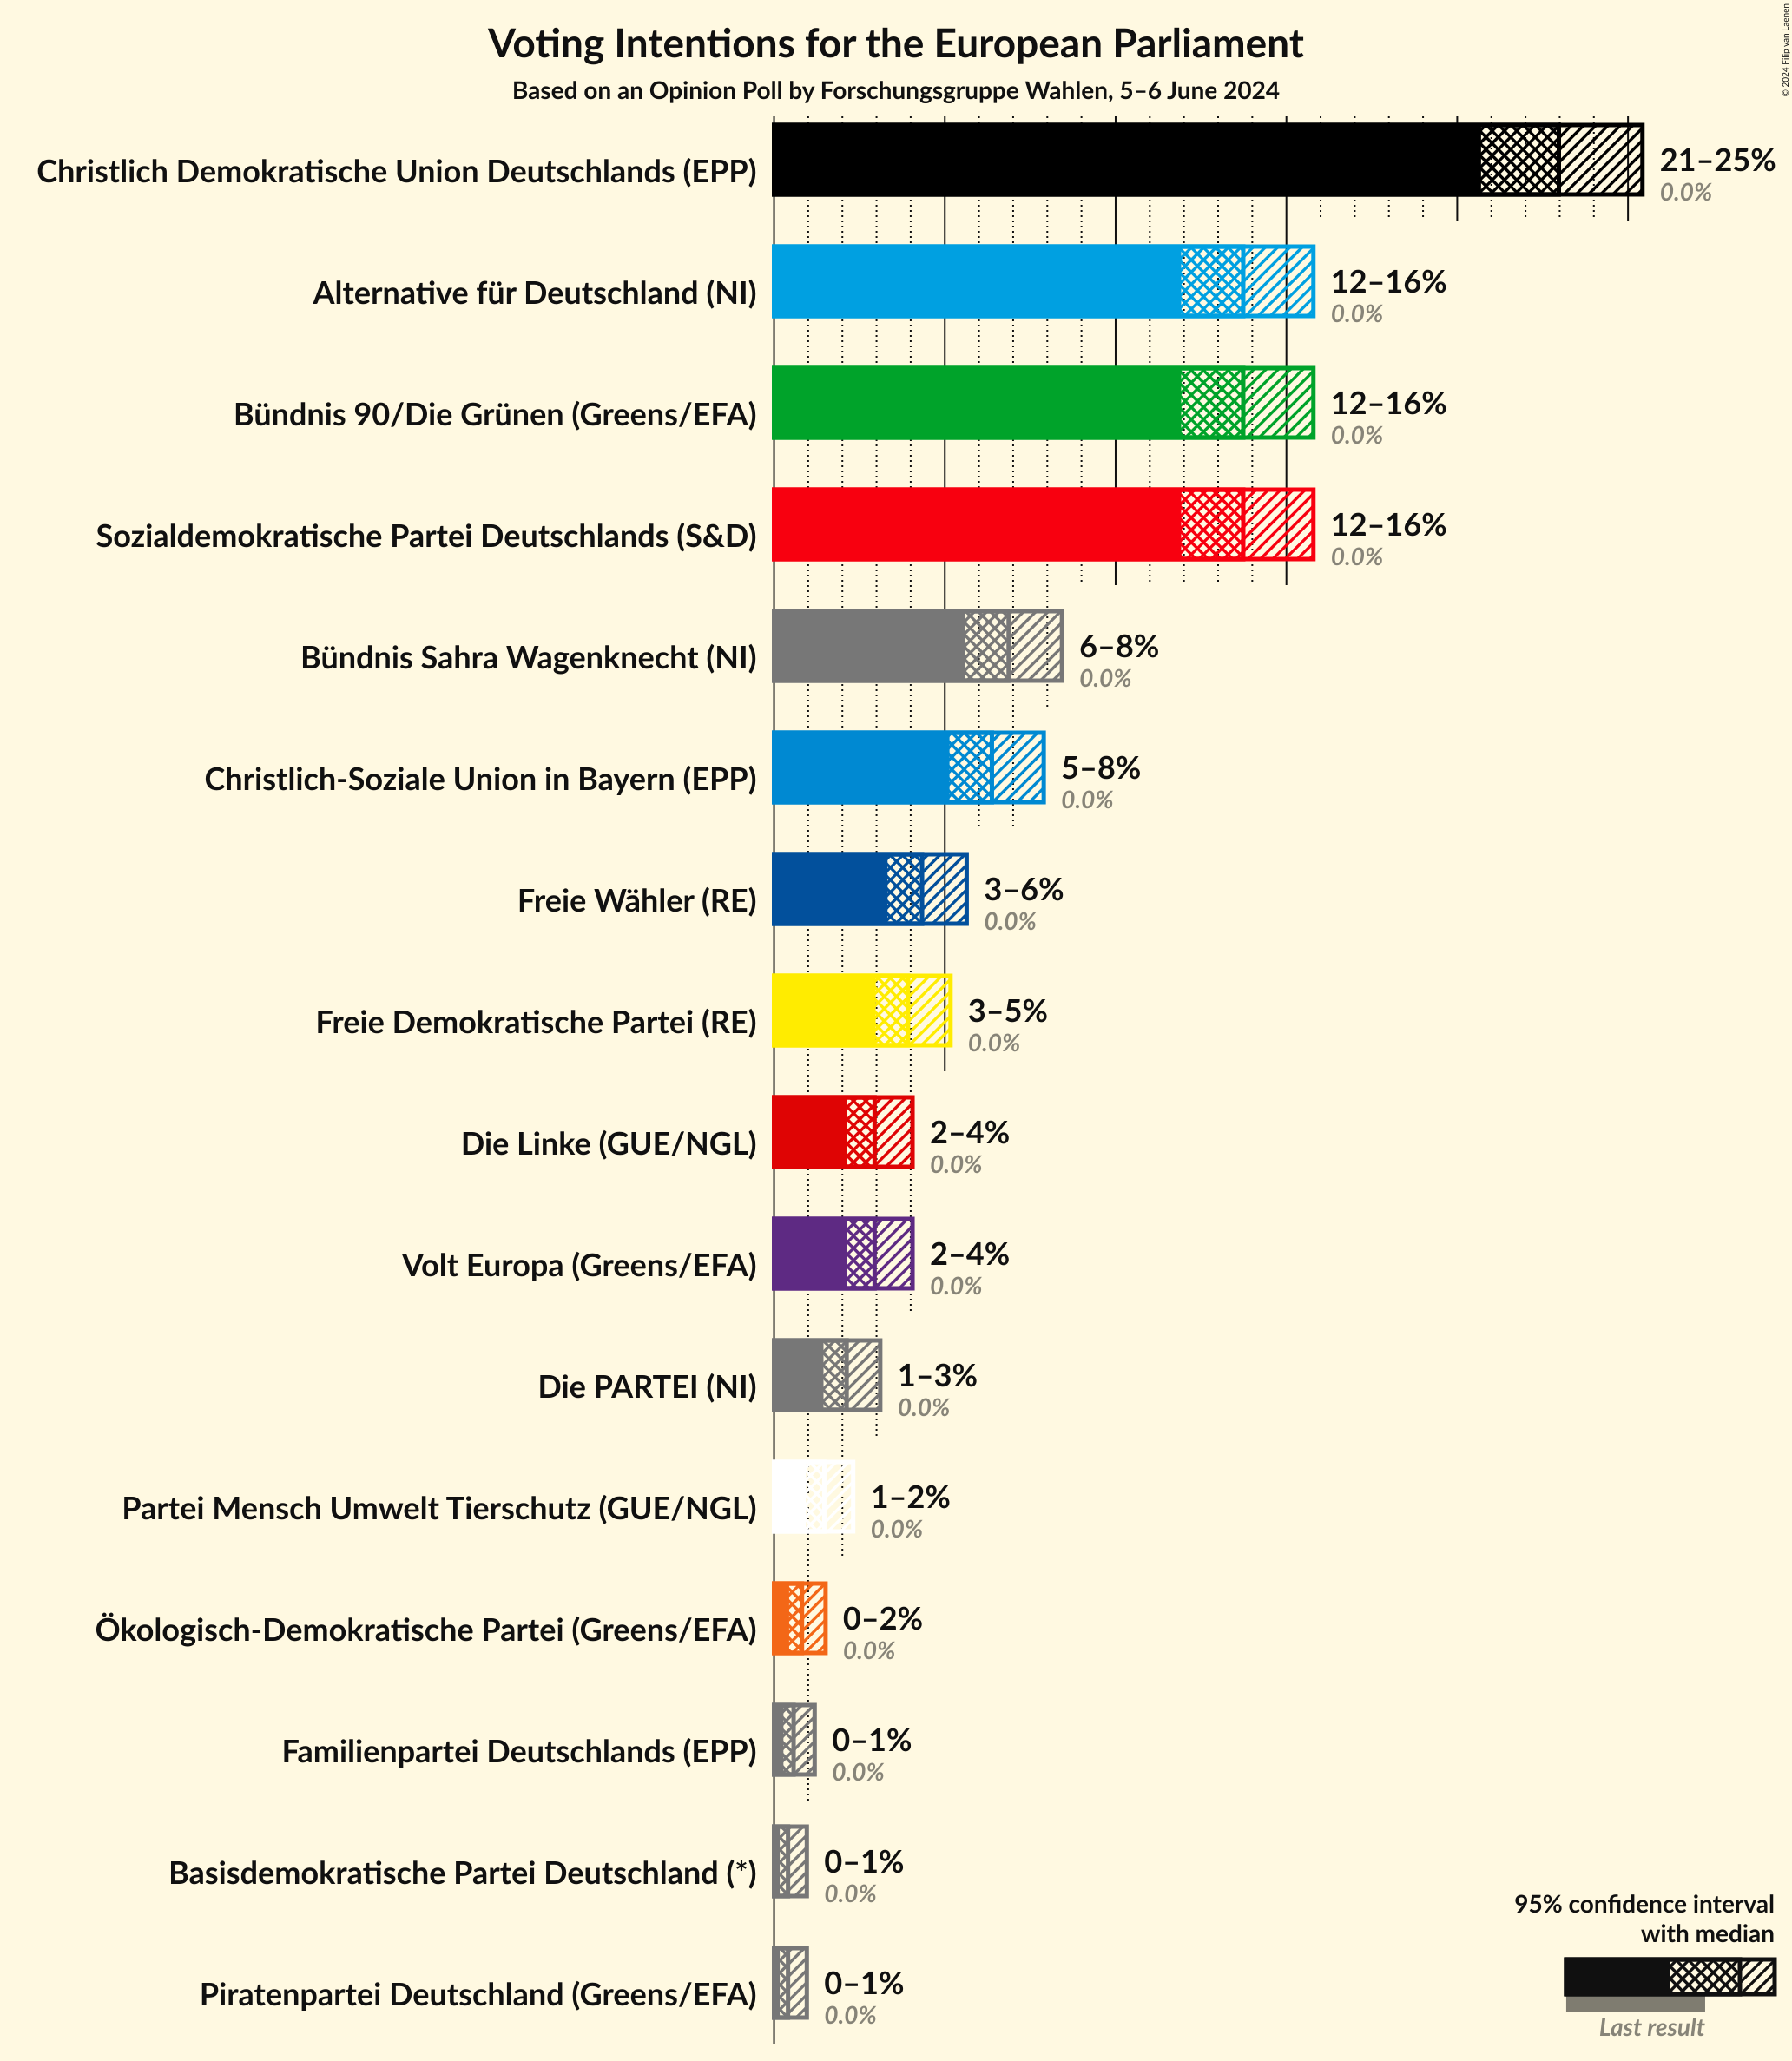 Voting Intentions for the European Parliament
Based on an Opinion Poll by Forschungsgruppe Wahlen, 5–6 June 2024
© 2024 Filip van Laenen
Christlich Demokratische Union Deutschlands (EPP)
21–25%
0.0%
Alternative für Deutschland (NI)
12–16%
0.0%
Bündnis 90/Die Grünen (Greens/EFA)
12–16%
0.0%
Sozialdemokratische Partei Deutschlands (S&D)
12–16%
0.0%
Bündnis Sahra Wagenknecht (NI)
6–8%
0.0%
Christlich-Soziale Union in Bayern (EPP)
5–8%
0.0%
Freie Wähler (RE)
3–6%
0.0%
Freie Demokratische Partei (RE)
3–5%
0.0%
Die Linke (GUE/NGL)
2–4%
0.0%
Volt Europa (Greens/EFA)
2–4%
0.0%
Die PARTEI (NI)
1–3%
0.0%
Partei Mensch Umwelt Tierschutz (GUE/NGL)
1–2%
0.0%
Ökologisch-Demokratische Partei (Greens/EFA)
0–2%
0.0%
Familienpartei Deutschlands (EPP)
0–1%
0.0%
Basisdemokratische Partei Deutschland (*)
0–1%
0.0%
Piratenpartei Deutschland (Greens/EFA)
0–1%
0.0%
95% confidence interval
with median
Last result